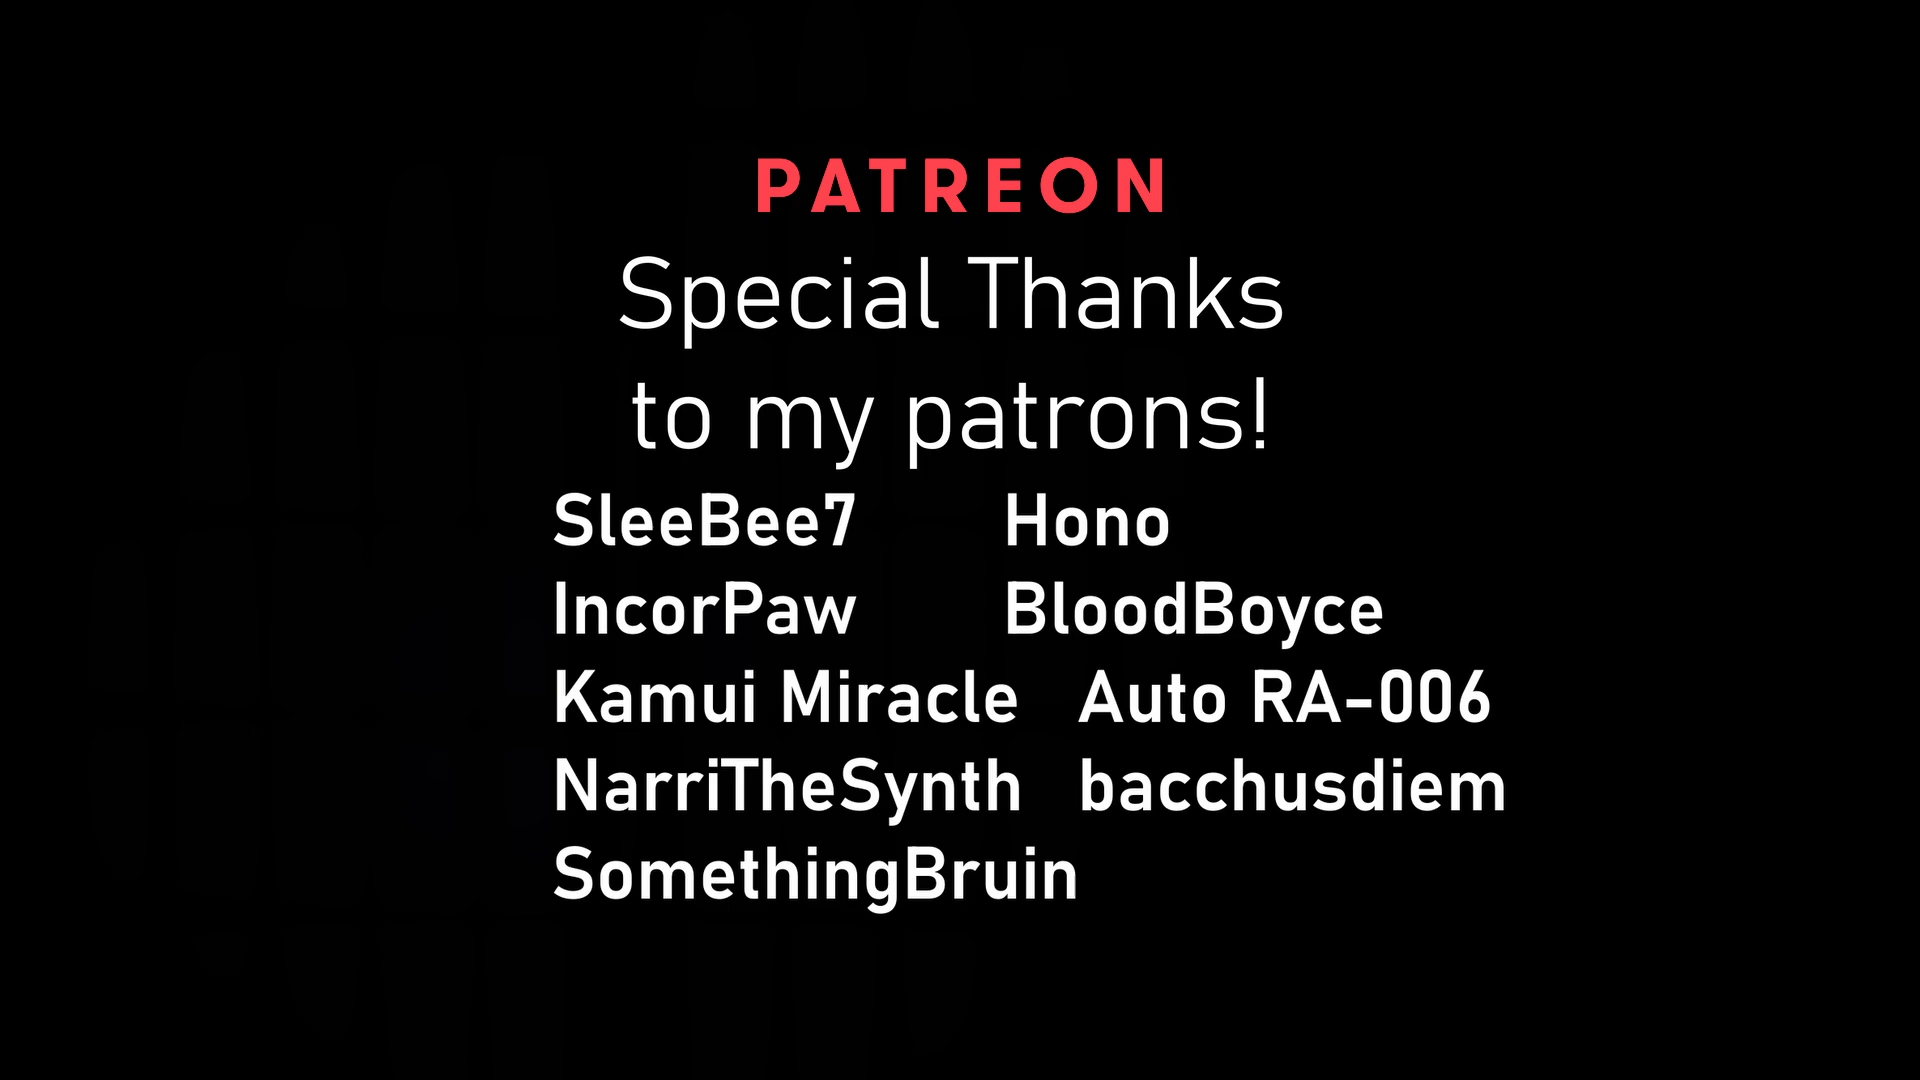 PATREON
Special Thanks
to my patrons!
SleeBee7 Hono
IncorPaw BloodBoyce
Kamui Miracle Auto RA-006
NarriTheSynth bacchusdiem
SomethingBruin